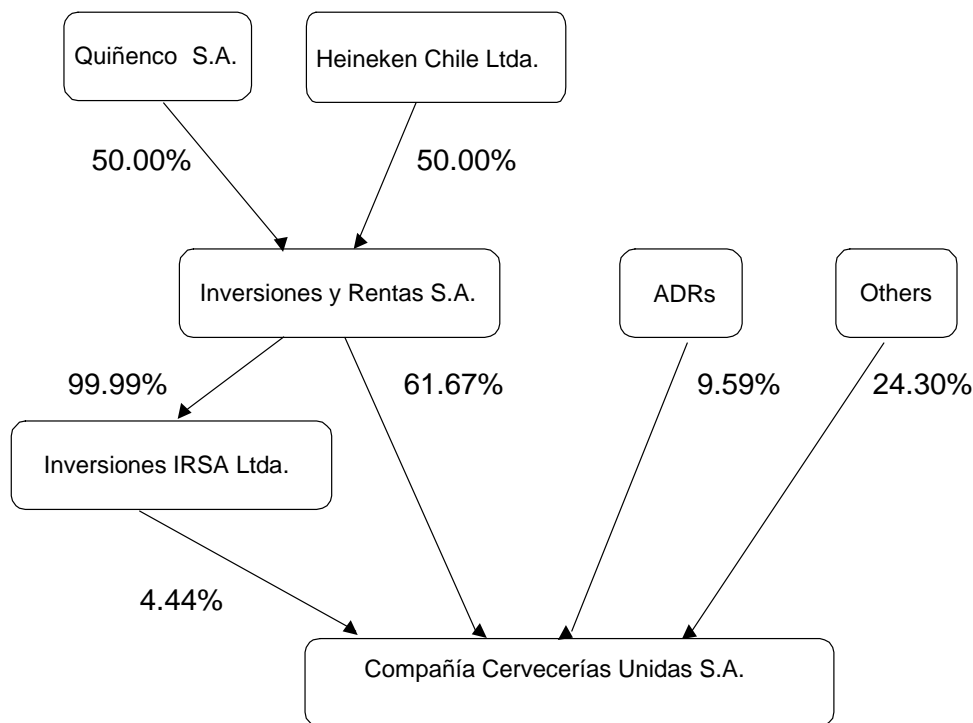 Quiñenco S.A.
Heineken Chile Ltda.
50.00%
50.00%
Inversiones y Rentas S.A.
ADRs
Others
99.99%
61.67%
9.59%
24.30%
Inversiones IRSA Ltda.
4.44%
Compañía Cervecerías Unidas S.A.